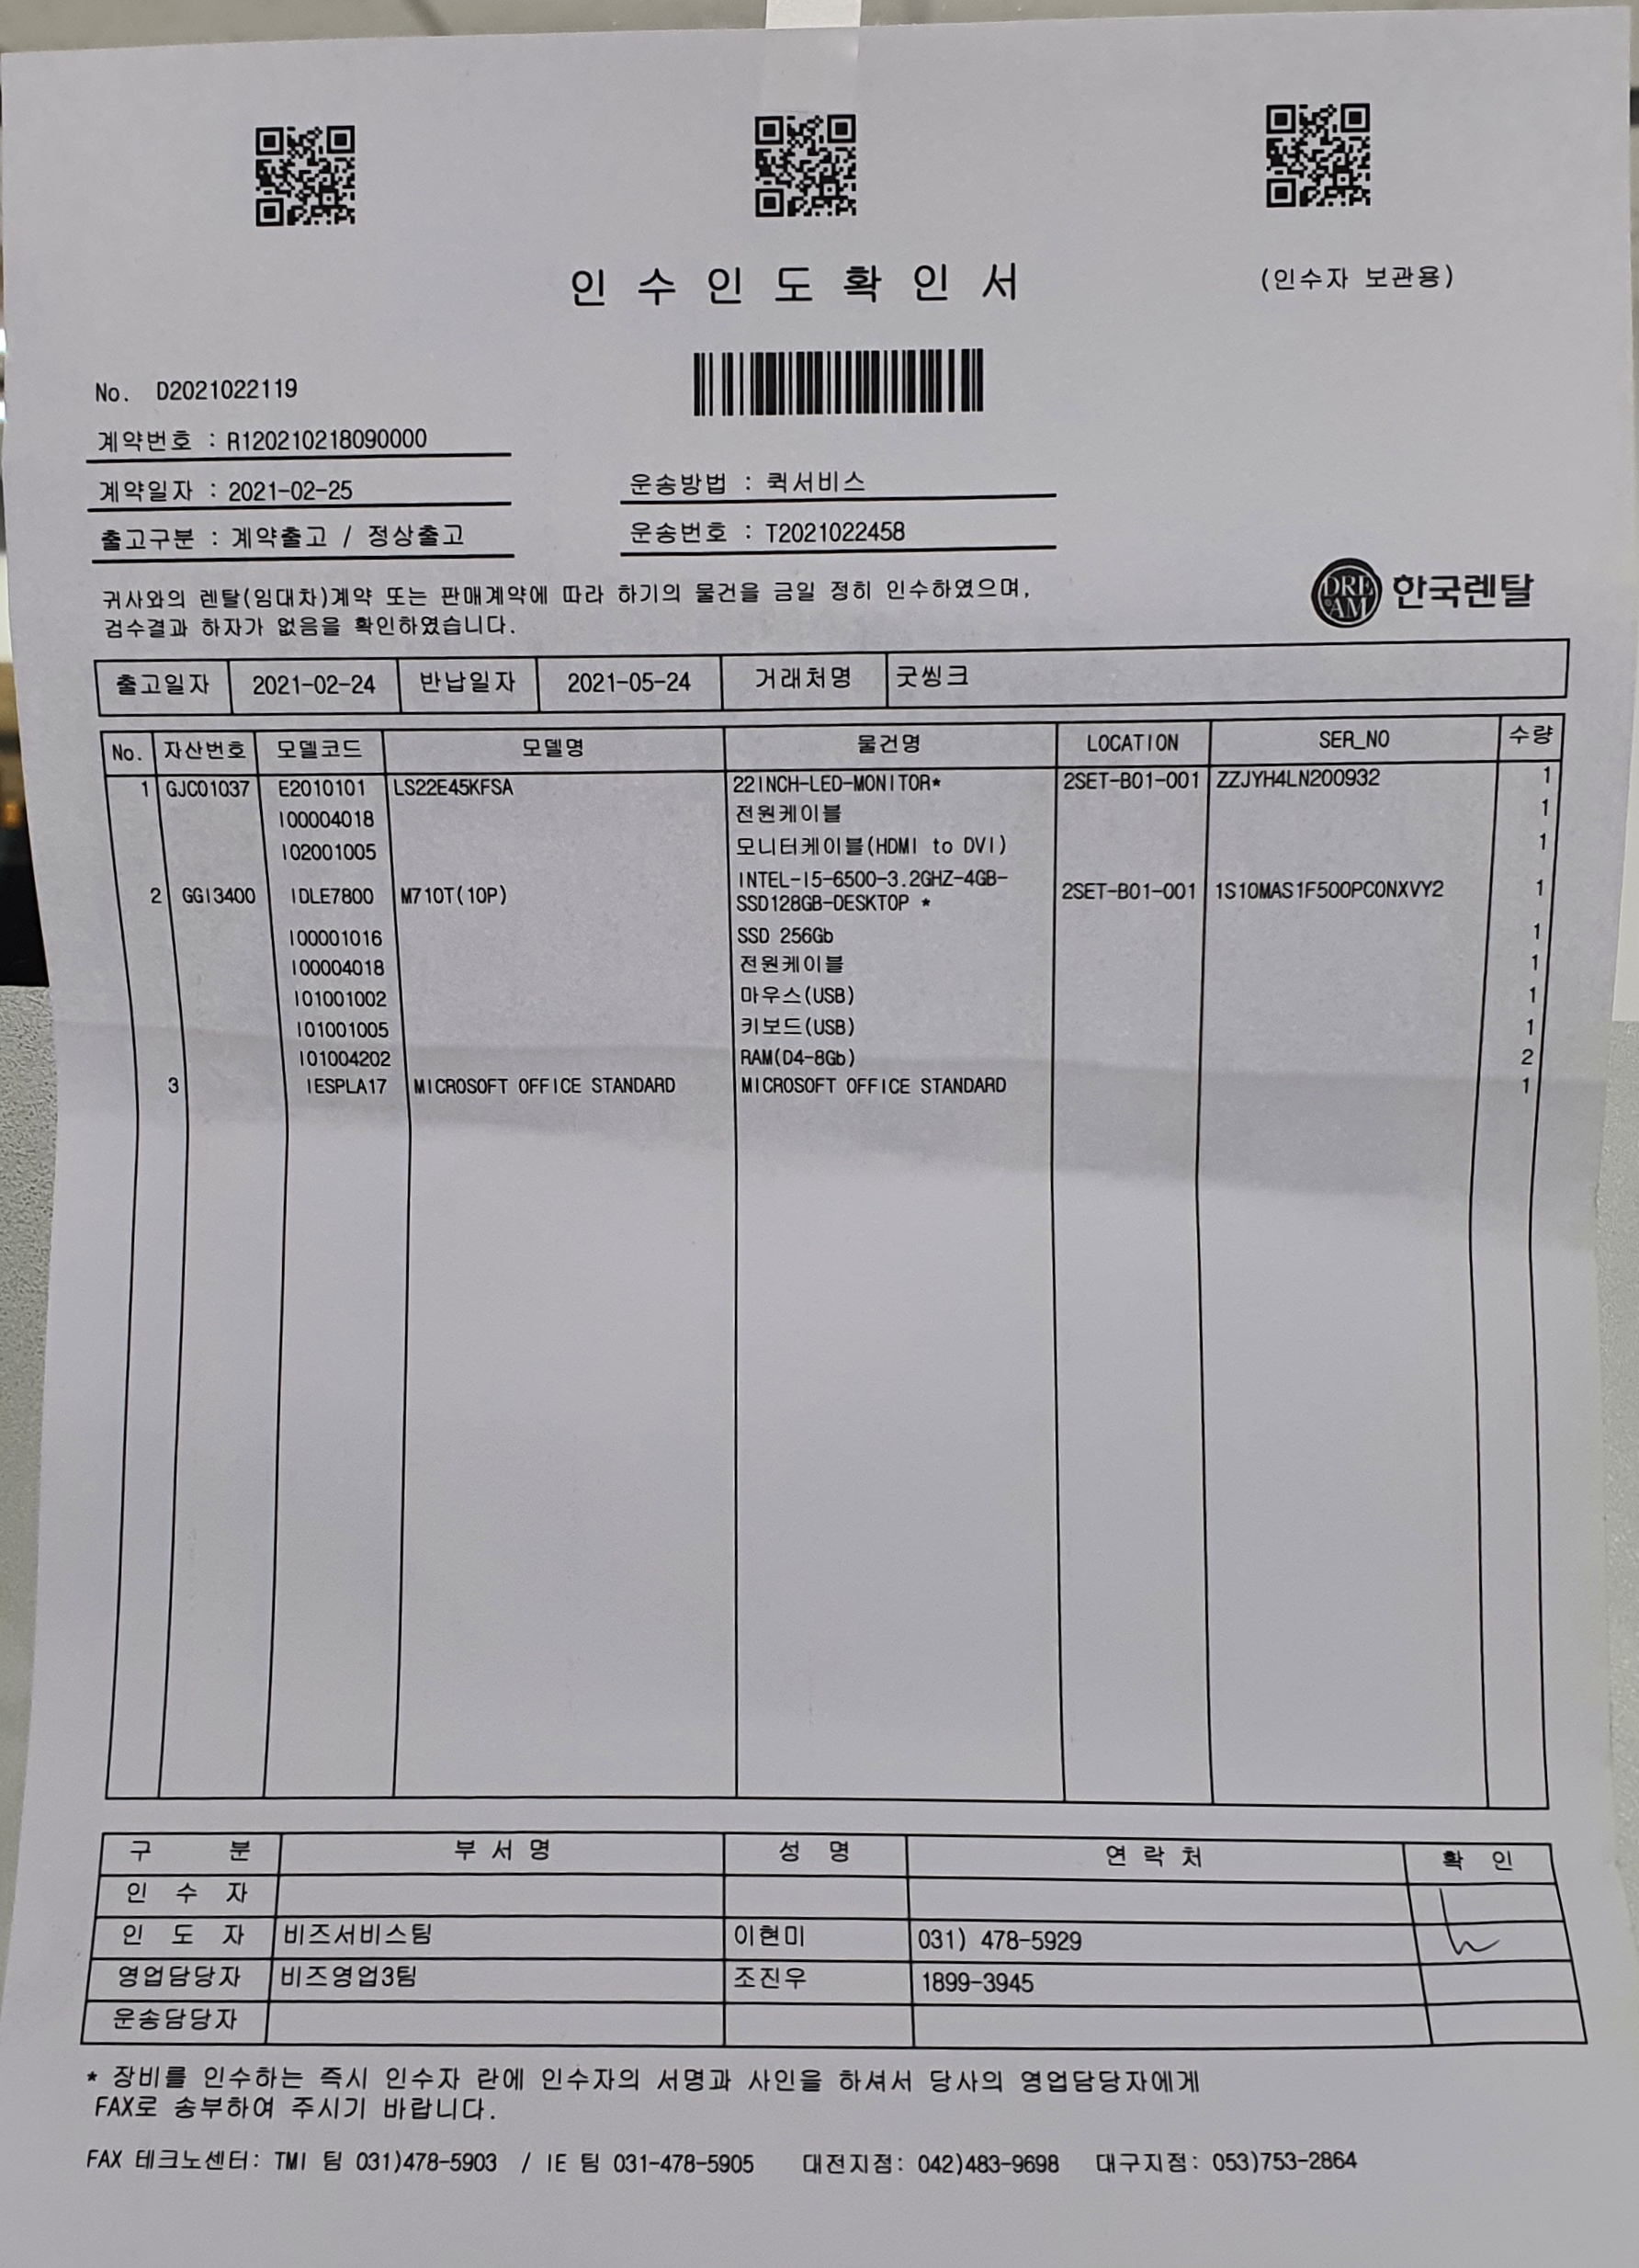 인 수 인 도 확 인 서
(인수자 보관용)
No. D2021022119
계약번호 : R120210218090000
계약일자 : 2021-02-25
운송방법 : 퀵서비스
출고구분 : 계약출고 / 정상출고
운송번호 : T2021022458
귀사와의 렌탈(임대차)계약 또는 판매계약에 따라 하기의 물건을 금일 정히 인수하였으며,
검수결과 하자가 없음을 확인하였습니다.
DREAM 한국렌탈
출고일자 2021-02-24 반납일자 2021-05-24 거래처명 굿씽크
No. 자산번호 모델코드 모델명 물건명 LOCATION SER_NO 수량
1 GJC01037 E2010101 LS22E45KFSA 22INCH-LED-MONITOR* 2SET-B01-001 ZZJYH4LN200932 1
I00004018 전원케이블 1
I02001005 모니터케이블(HDMI to DVI) 1
2 GGI3400 IDLE7800 M710T(10P) INTEL-I5-6500-3.2GHZ-4GB-
SSD128GB-DESKTOP * 2SET-B01-001 1S10MAS1F500PC0NXVY2 1
I00001016 SSD 256Gb 1
I00004018 전원케이블 1
I01001002 마우스(USB) 1
I01001005 키보드(USB) 1
I01004202 RAM(D4-8Gb) 2
3 IESPLA17 MICROSOFT OFFICE STANDARD MICROSOFT OFFICE STANDARD 1
구 분 부 서 명 성 명 연 락 처 확 인
인 수 자
인 도 자 비즈서비스팀 이현미 031) 478-5929
영업담당자 비즈영업3팀 조진우 1899-3945
운송담당자
* 장비를 인수하는 즉시 인수자 란에 인수자의 서명과 사인을 하셔서 당사의 영업담당자에게
FAX로 송부하여 주시기 바랍니다.
FAX 테크노센터: TMI 팀 031)478-5903 / IE 팀 031-478-5905 대전지점: 042)483-9698 대구지점: 053)753-2864